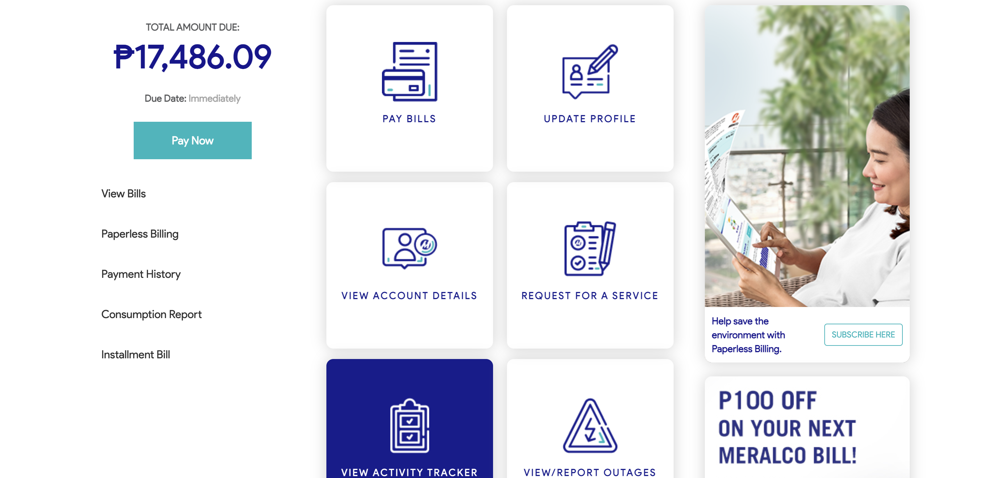 TOTAL AMOUNT DUE:
₱17,486.09
Due Date: Immediately
Pay Now
View Bills
Paperless Billing
Payment History
Consumption Report
Installment Bill
PAY BILLS
UPDATE PROFILE
VIEW ACCOUNT DETAILS
REQUEST FOR A SERVICE
VIEW ACTIVITY TRACKER
VIEW/REPORT OUTAGES
Help save the
environment with
Paperless Billing.
SUBSCRIBE HERE
P100 OFF
ON YOUR NEXT
MERALCO BILL!